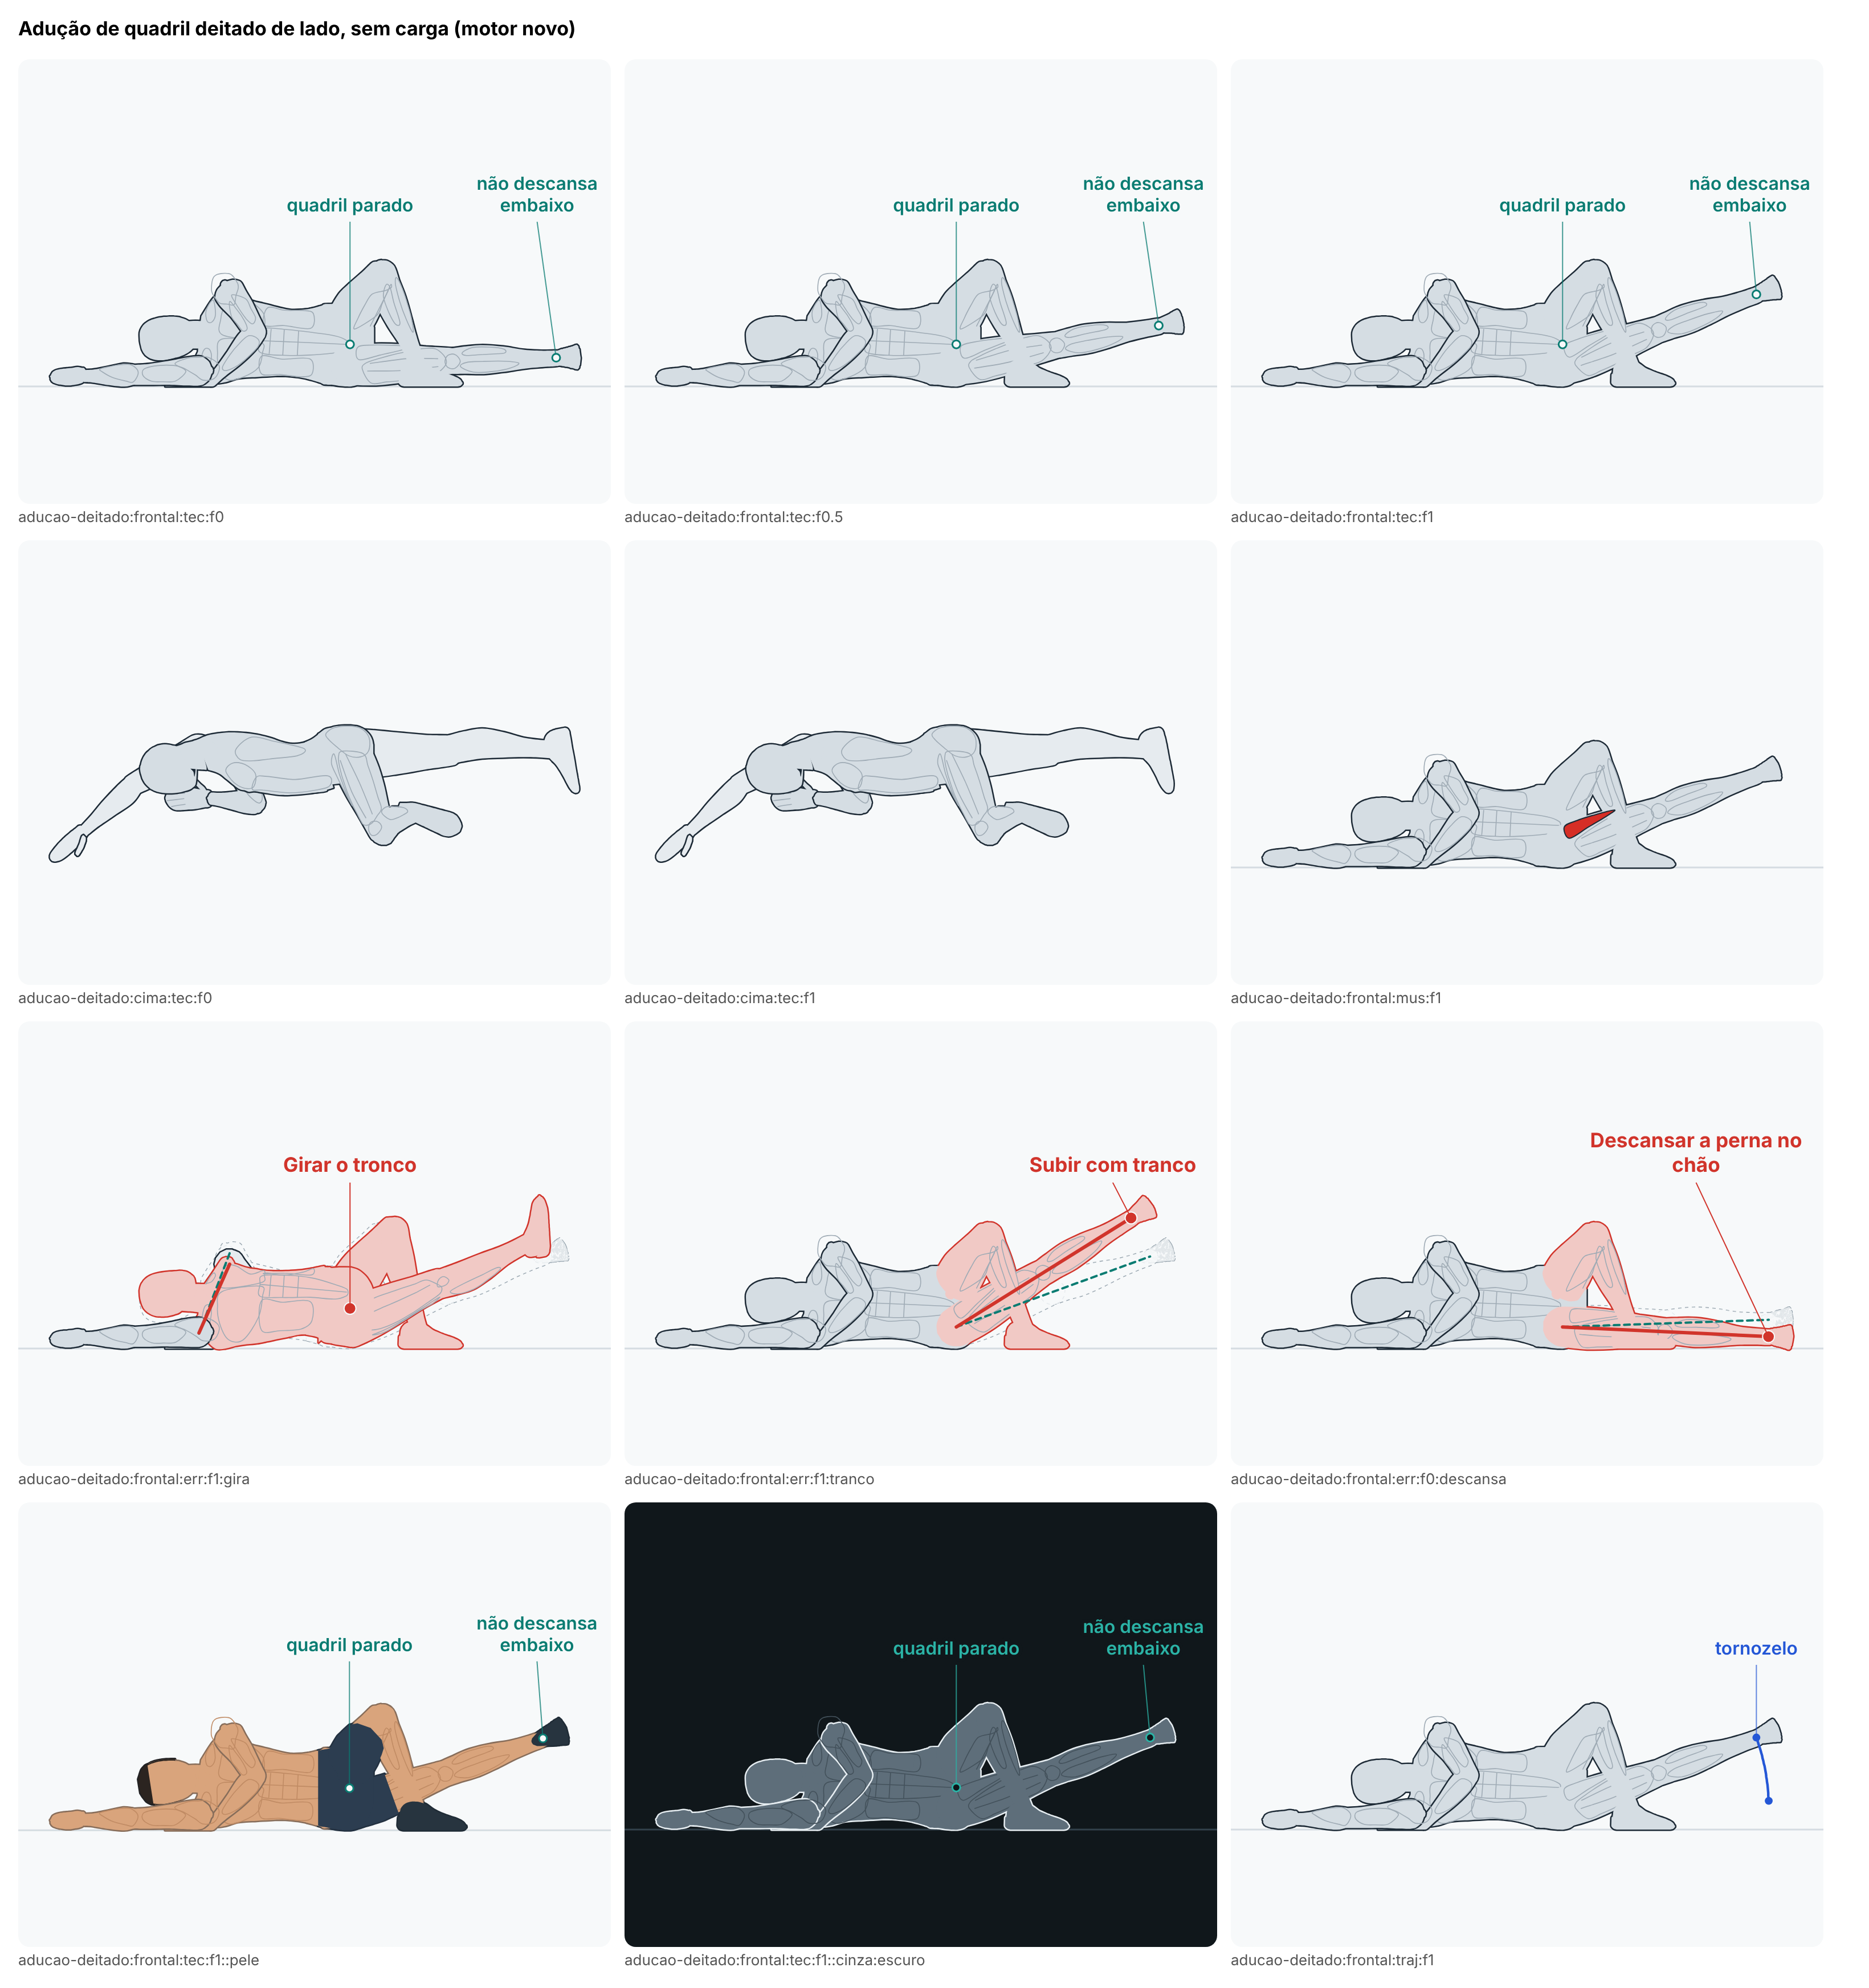 Adução de quadril deitado de lado, sem carga (motor novo)
quadril parado
não descansa
embaixo
quadril parado
não descansa
embaixo
quadril parado
não descansa
embaixo
aducao-deitado:frontal:tec:f0
aducao-deitado:frontal:tec:f0.5
aducao-deitado:frontal:tec:f1
aducao-deitado:cima:tec:f0
aducao-deitado:cima:tec:f1
aducao-deitado:frontal:mus:f1
Girar o tronco
Subir com tranco
Descansar a perna no
chão
aducao-deitado:frontal:err:f1:gira
aducao-deitado:frontal:err:f1:tranco
aducao-deitado:frontal:err:f0:descansa
quadril parado
não descansa
embaixo
quadril parado
não descansa
embaixo
tornozelo
aducao-deitado:frontal:tec:f1::pele
aducao-deitado:frontal:tec:f1::cinza:escuro
aducao-deitado:frontal:traj:f1